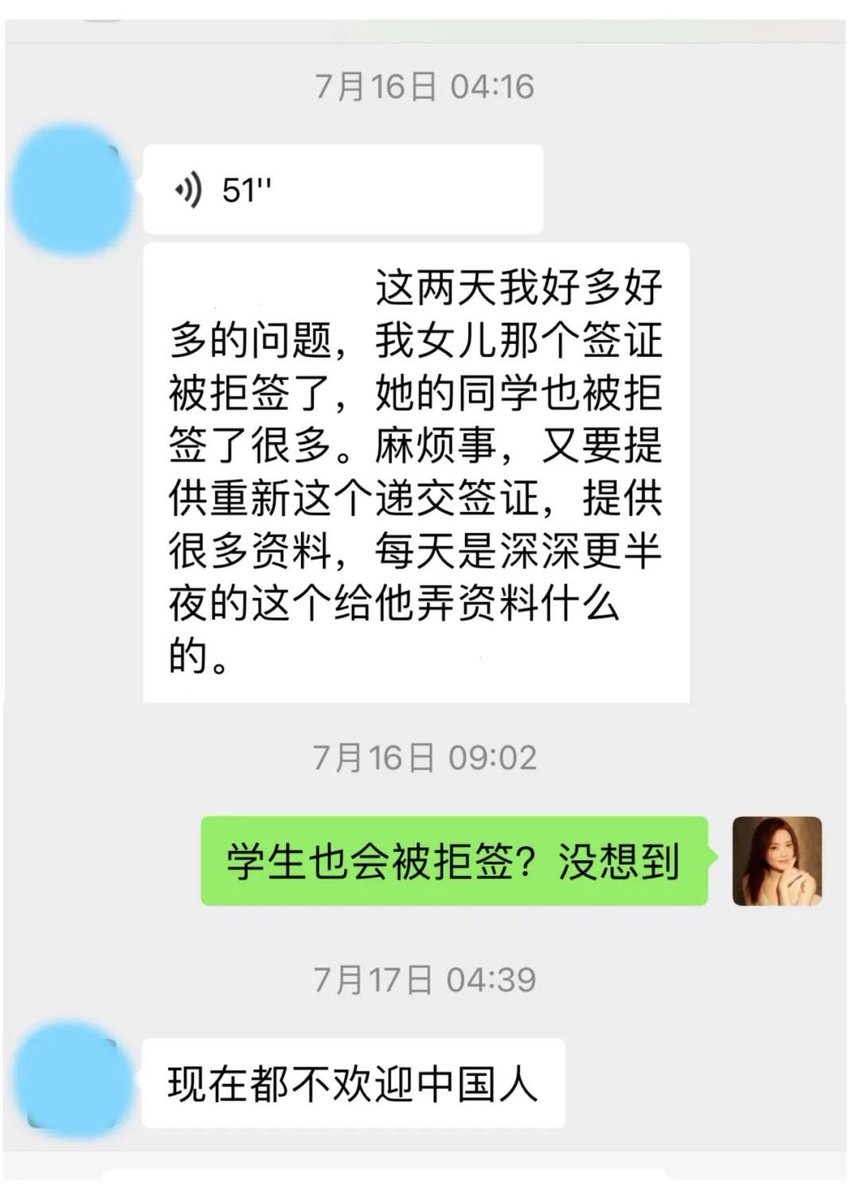 7月16日 04:16
51''
这两天我好多好
多的问题，我女儿那个签证
被拒签了，她的同学也被拒
签了很多。麻烦事，又要提
供重新这个递交签证，提供
很多资料，每天是深深更半
夜的这个给他弄资料什么
的。
7月16日 09:02
学生也会被拒签？没想到
7月17日 04:39
现在都不欢迎中国人